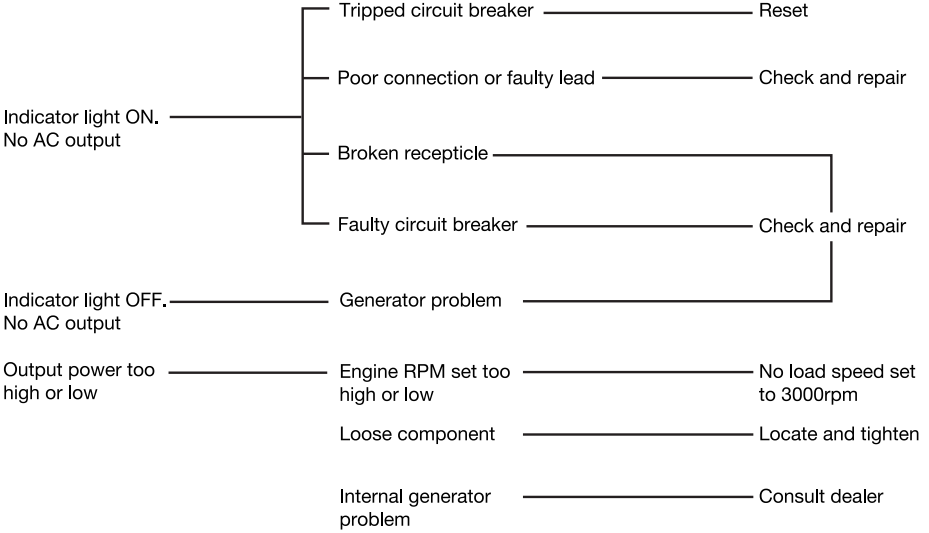 Tripped circuit breaker Reset
Poor connection or faulty lead Check and repair
Indicator light ON.
No AC output
Broken recepticle
Faulty circuit breaker Check and repair
Indicator light OFF. Generator problem
No AC output
Output power too Engine RPM set too No load speed set
high or low high or low to 3000rpm
Loose component Locate and tighten
Internal generator Consult dealer
problem